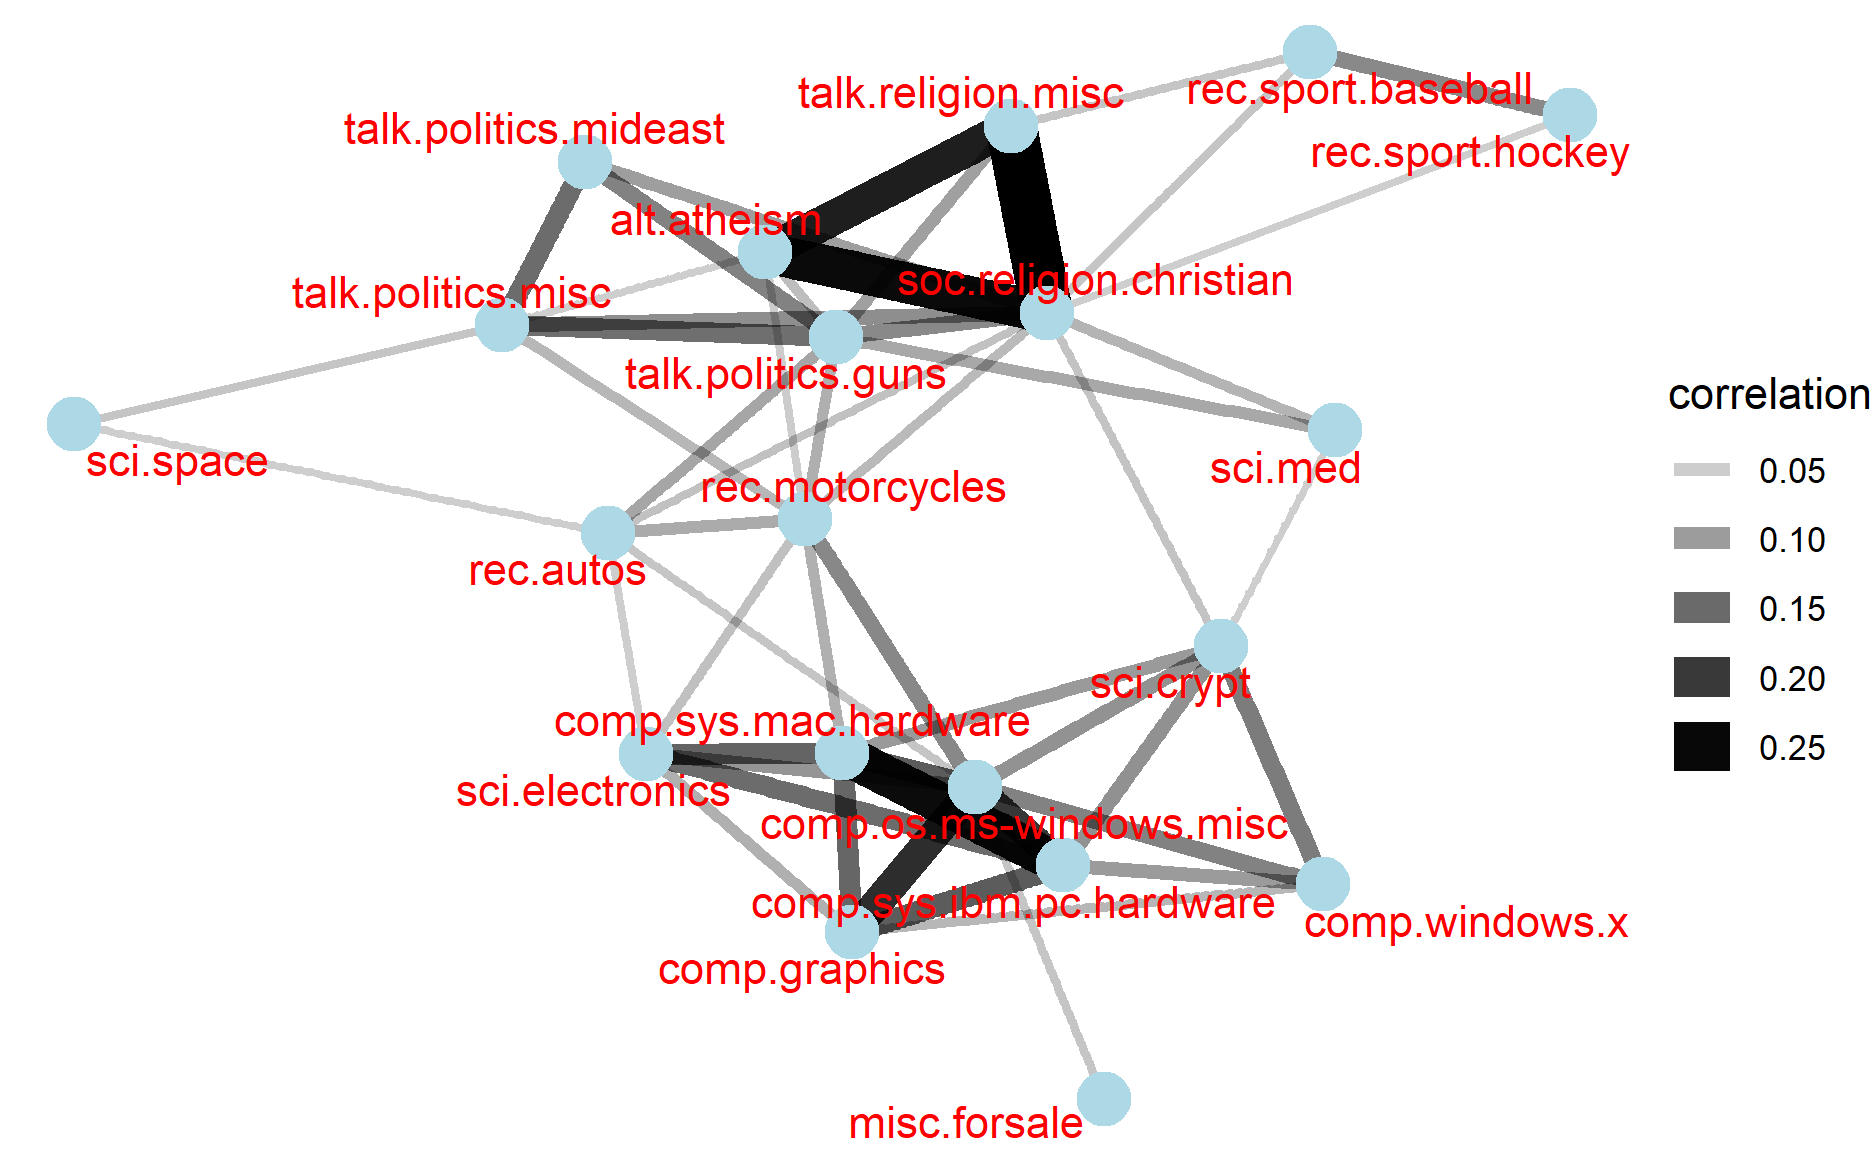 rec.sport.baseball
talk.religion.misc
talk.politics.mideast
rec.sport.hockey
alt.atheism
soc.religion.christian
talk.politics.misc
talk.politics.guns
correlation
sci.space
sci.med
0.05
rec.motorcycles
0.10
rec.autos
0.15
sci.crypt
0.20
comp.sys.mac.hardware
0.25
sci.electronics
comp.os.ms-windows.misc
comp.sys.ibm.pc.hardware
comp.windows.x
comp.graphics
misc.forsale